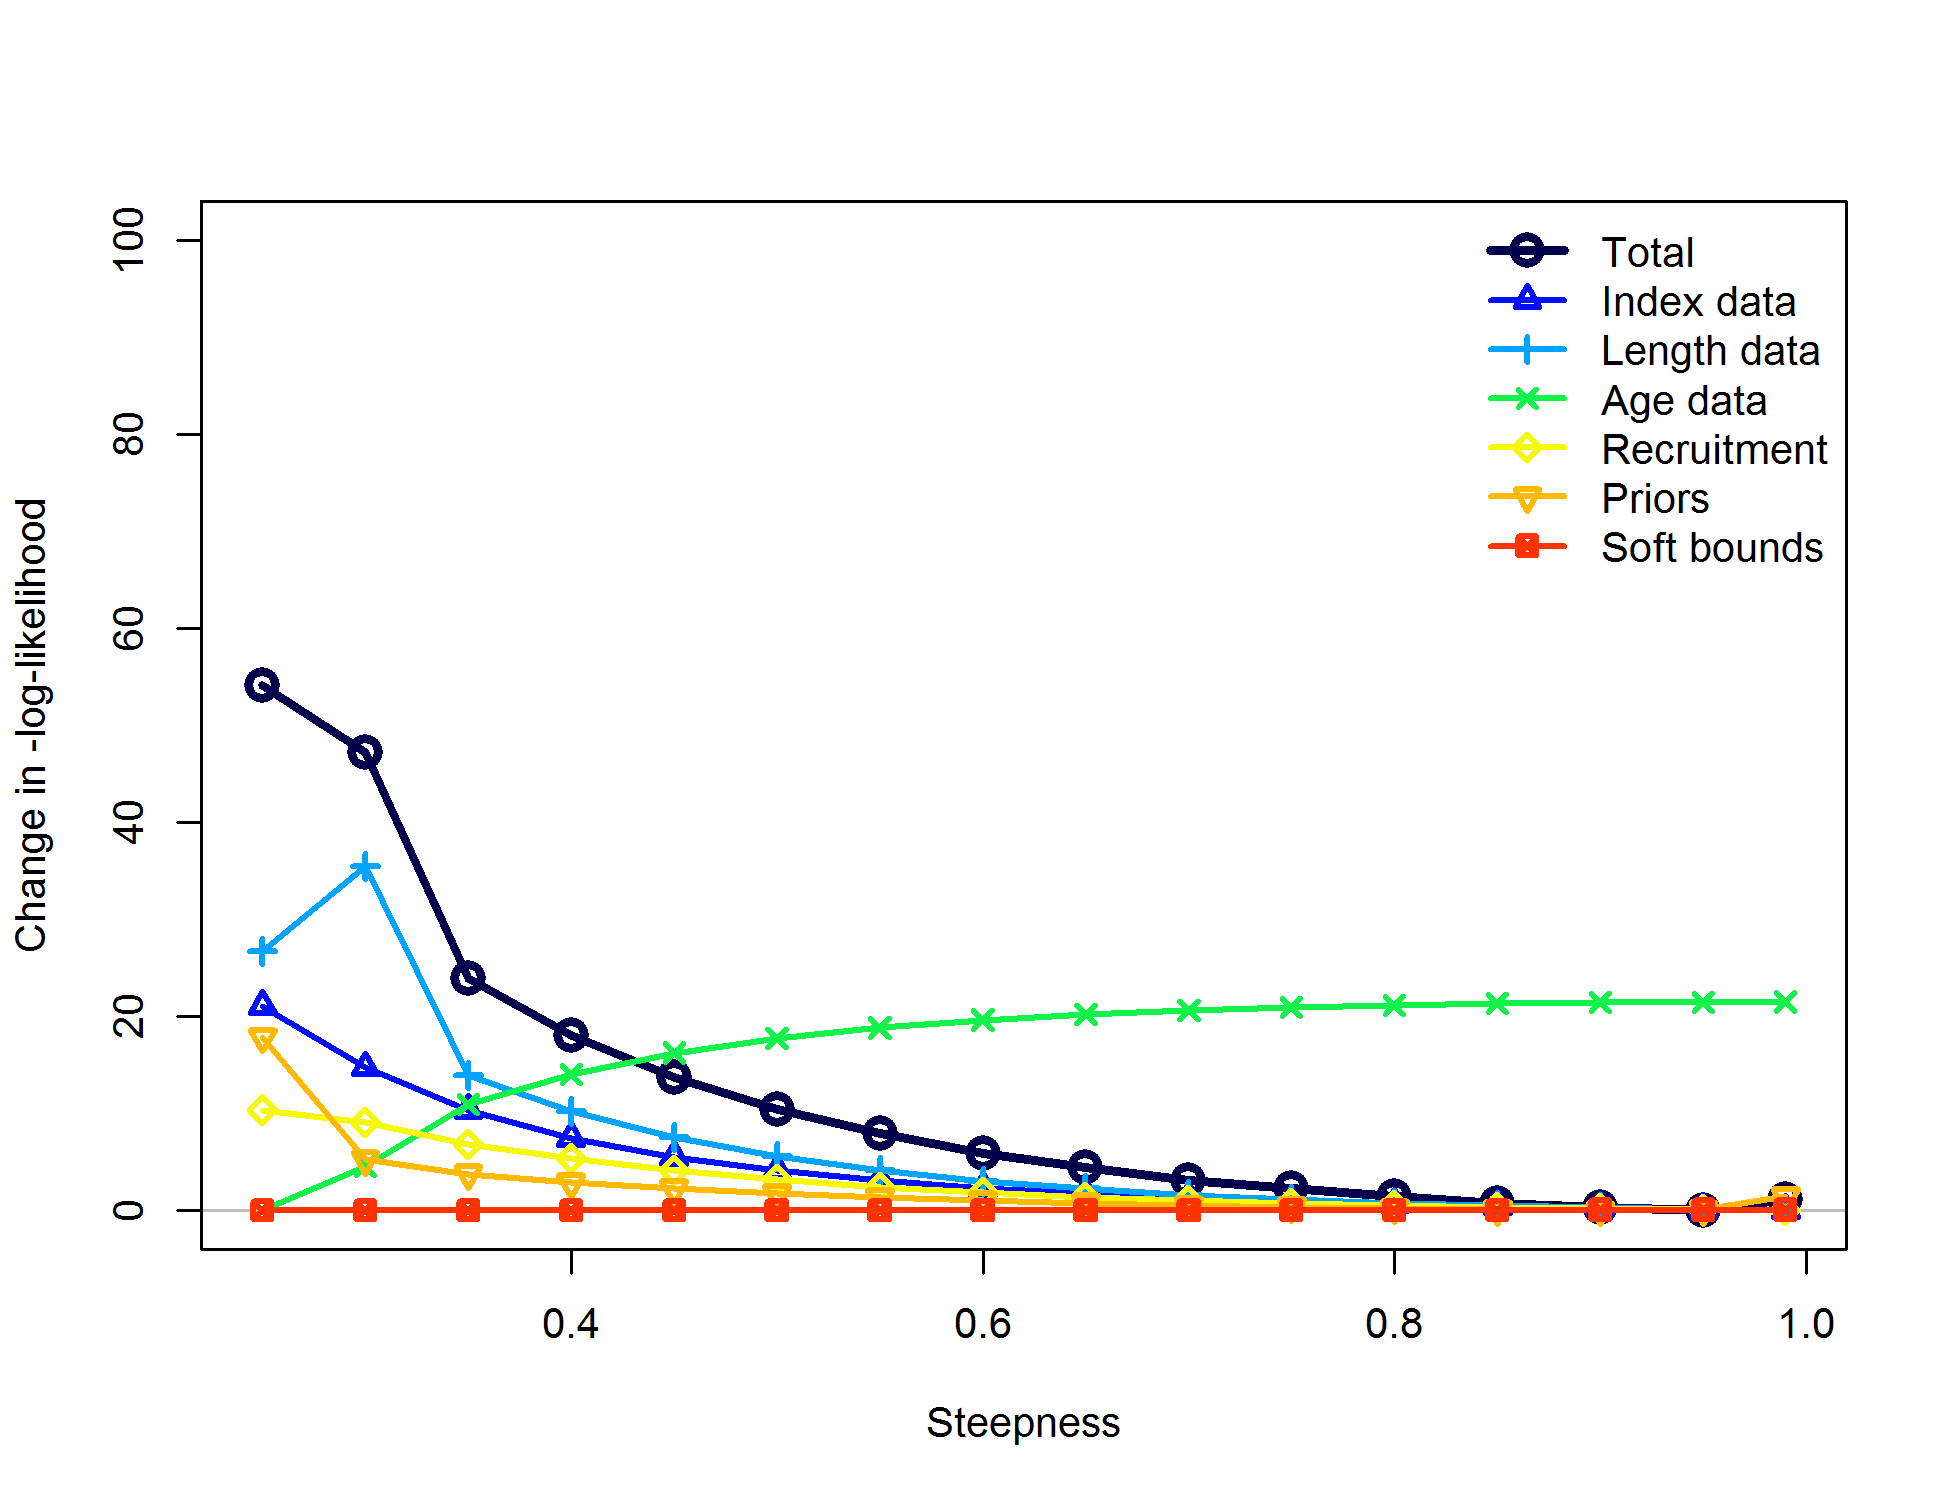 Total
Index data
Length data
Age data
Recruitment
Priors
Soft bounds
100
80
60
40
20
0
Change in -log-likelihood
0.4
0.6
0.8
1.0
Steepness